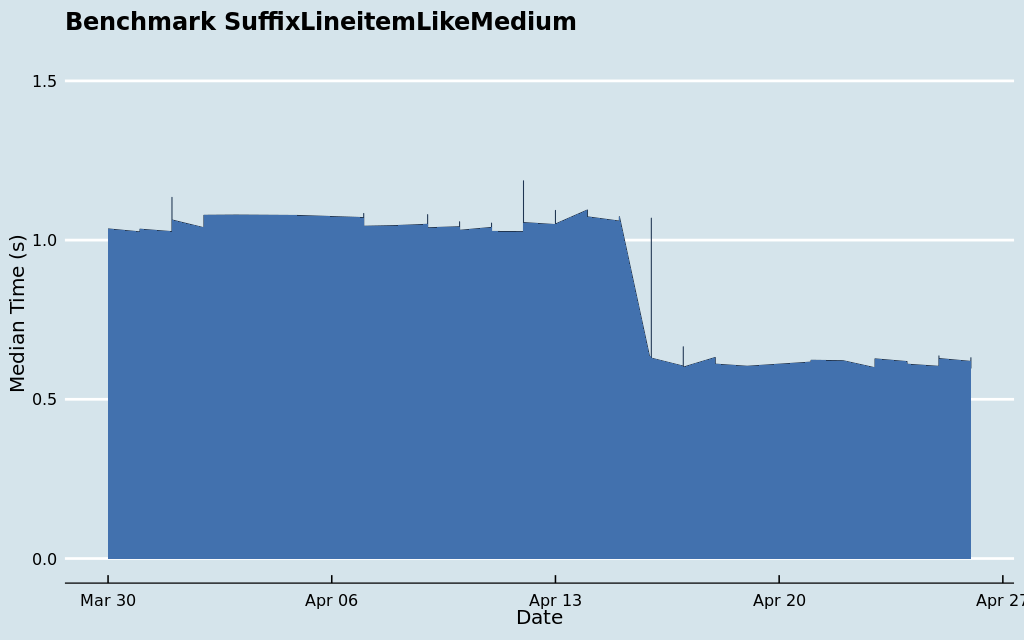 Benchmark SuffixLineitemLikeMedium
1.5
1.0
0.5
0.0
Median Time (s)
Mar 30 Apr 06 Apr 13 Apr 20 Apr 27
Date